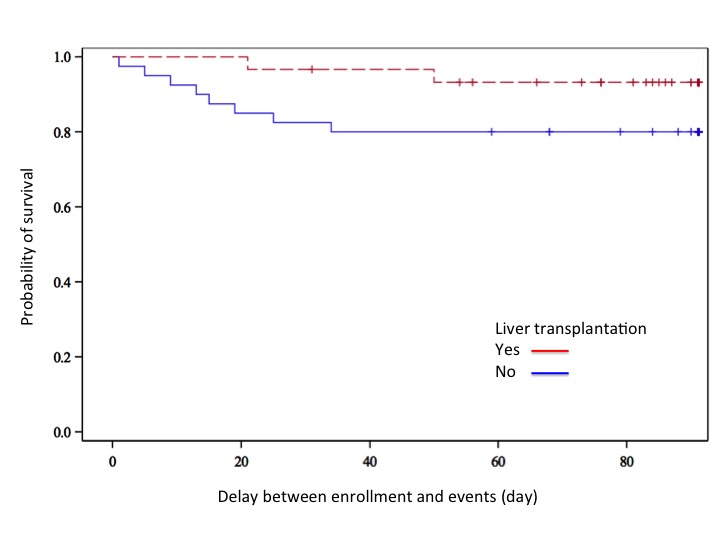 1.0
0.8
0.6
0.4
0.2
0.0
Probability of survival
Liver transplantation
Yes
No
0 20 40 60 80
Delay between enrollment and events (day)